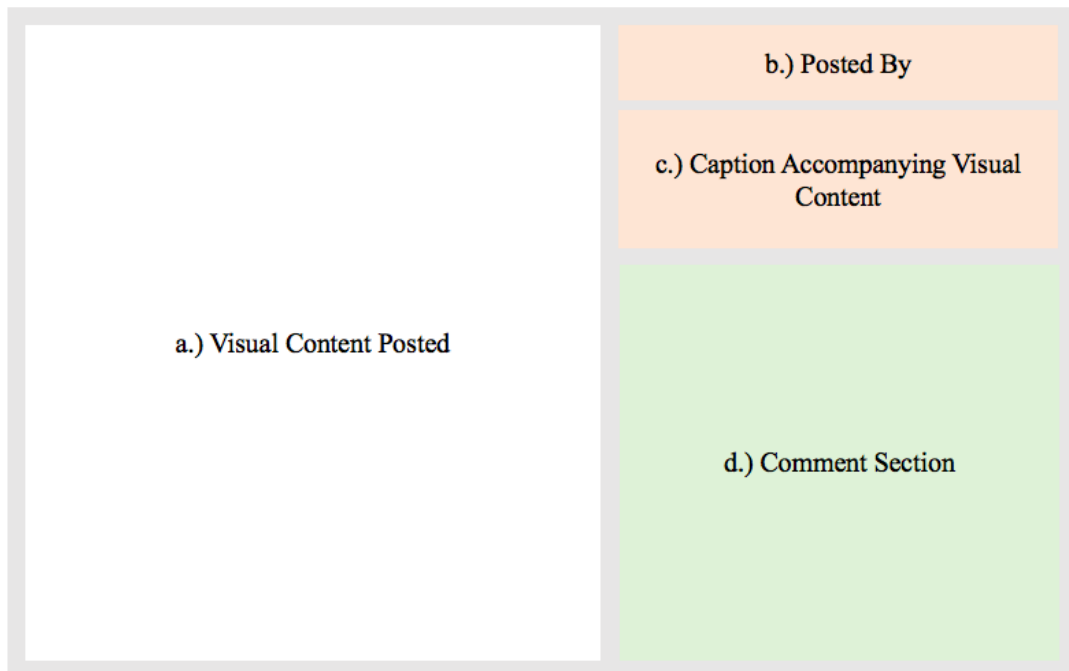 a.) Visual Content Posted
b.) Posted By
c.) Caption Accompanying Visual
Content
d.) Comment Section